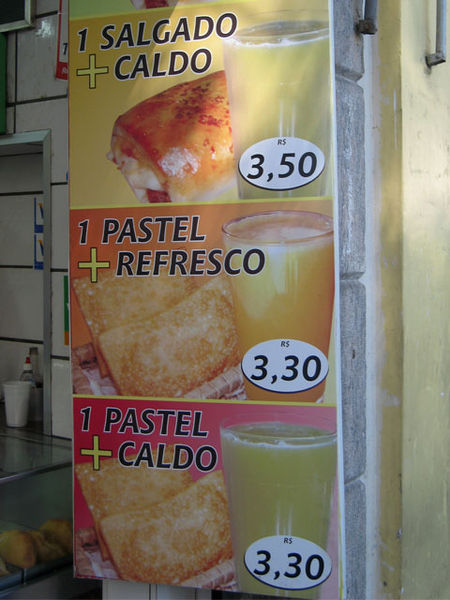 1 SALGADO
+ CALDO
R$
3,50
1 PASTEL
+ REFRESCO
R$
3,30
1 PASTEL
+ CALDO
R$
3,30